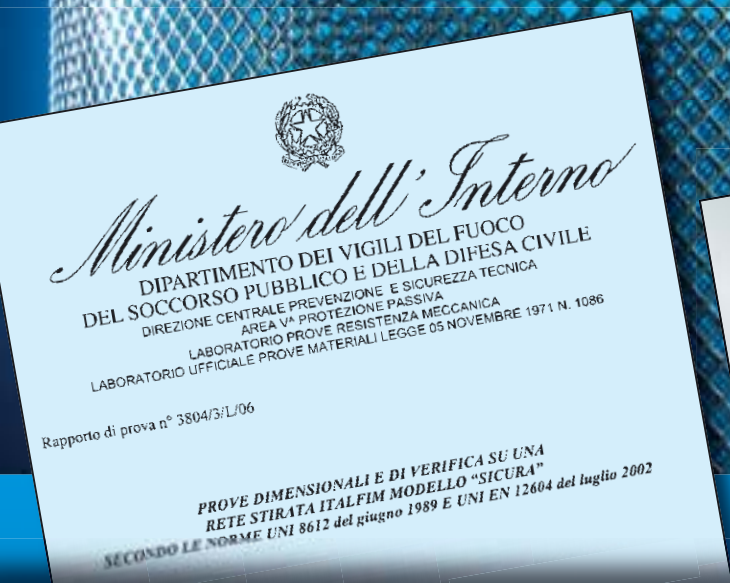 Ministero dell'Interno
DIPARTIMENTO DEI VIGILI DEL FUOCO
DEL SOCCORSO PUBBLICO E DELLA DIFESA CIVILE
DIREZIONE CENTRALE PREVENZIONE E SICUREZZA TECNICA
AREA Vª PROTEZIONE PASSIVA
LABORATORIO PROVE RESISTENZA MECCANICA
LABORATORIO UFFICIALE PROVE MATERIALI LEGGE 05 NOVEMBRE 1971 N. 1086
Rapporto di prova n° 3804/3/L/06
PROVE DIMENSIONALI E DI VERIFICA SU UNA
RETE STIRATA ITALFIM MODELLO “SICURA”
SECONDO LE NORME UNI 8612 del giugno 1989 E UNI EN 12604 del luglio 2002